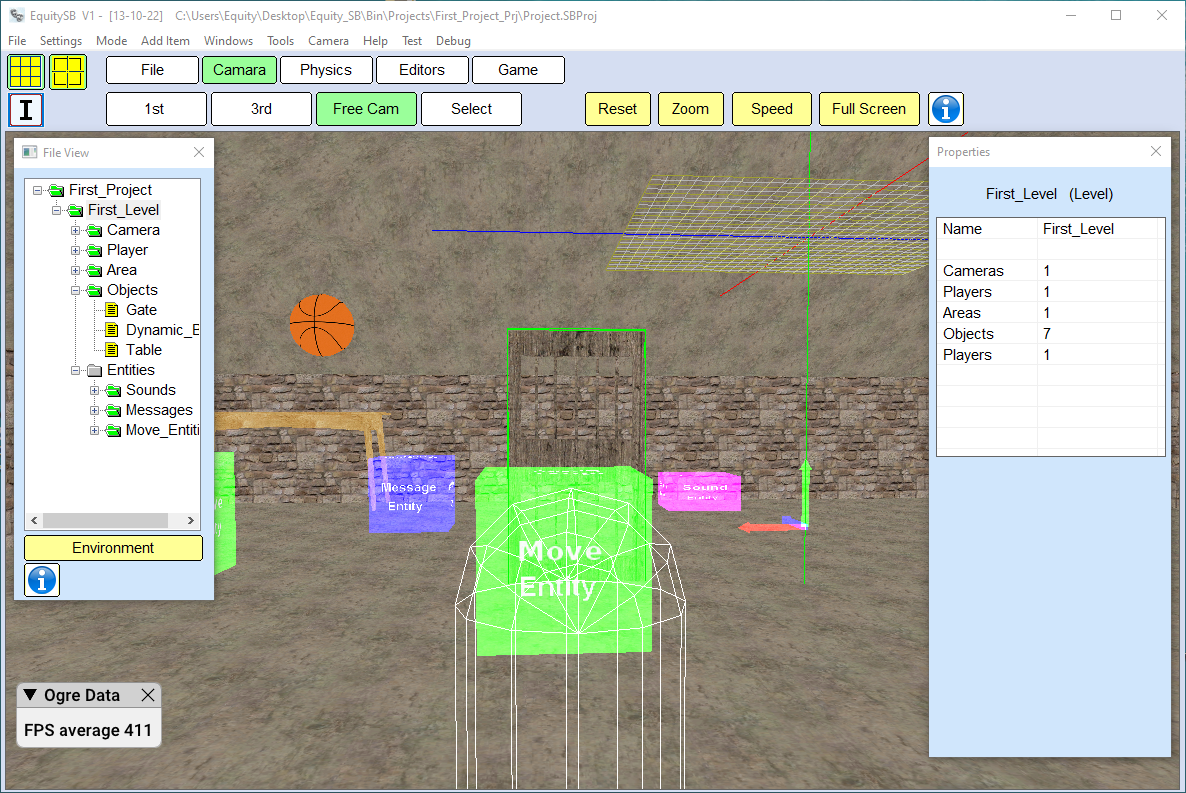 EquitySB V1 - [13-10-22] C:\Users\Equity\Desktop\Equity_SB\Bin\Projects\First_Project_Prj\Project.SBProj
File Settings Mode Add Item Windows Tools Camera Help Test Debug
File Camara Physics Editors Game
I 1st 3rd Free Cam Select Reset Zoom Speed Full Screen i
File View
First_Project
First_Level
Camera
Player
Area
Objects
Gate
Dynamic_E
Table
Entities
Sounds
Messages
Move_Entiti
Environment
i
Message
Entity
Move
Entity
Sound
Entity
Properties
First_Level (Level)
Name First_Level
Cameras 1
Players 1
Areas 1
Objects 7
Players 1
Ogre Data
FPS average 411